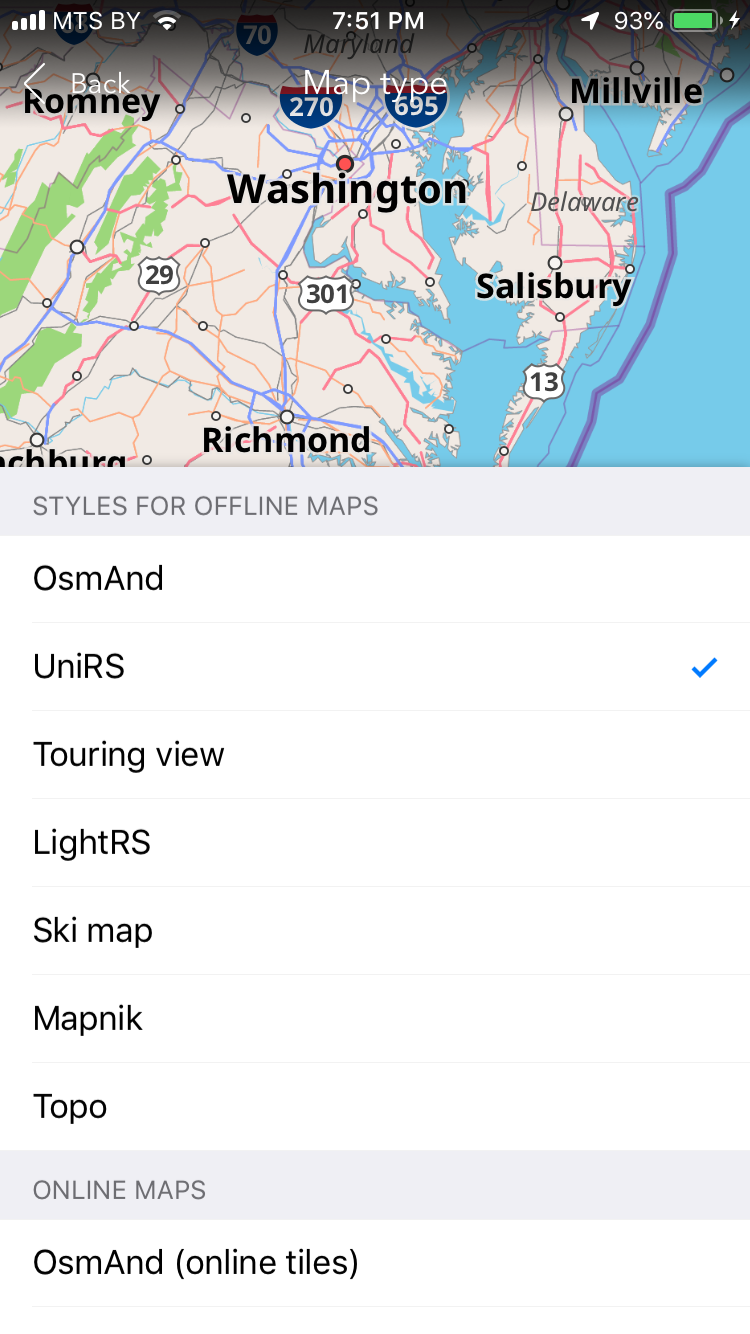 MTS BY 7:51 PM 93%
70
Maryland
Back Map type
Romney 270 695 Millville
Washington
Delaware
29
301 Salisbury
13
Richmond
nchburg
STYLES FOR OFFLINE MAPS
OsmAnd
UniRS
Touring view
LightRS
Ski map
Mapnik
Topo
ONLINE MAPS
OsmAnd (online tiles)